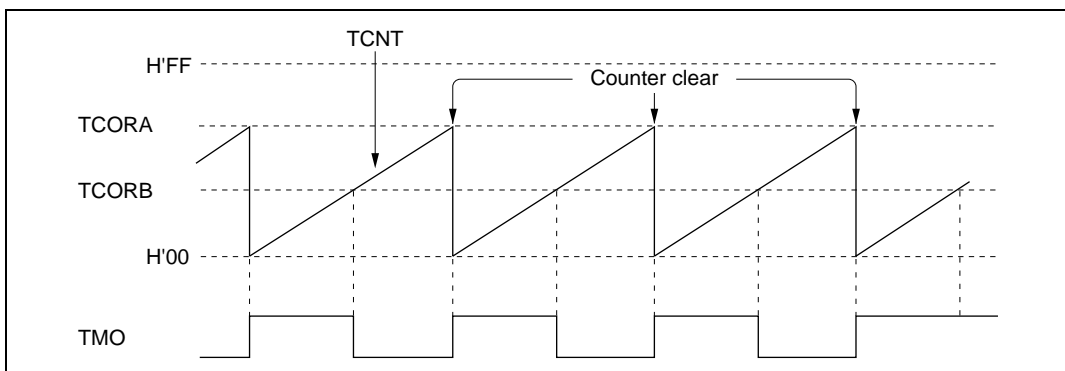 TCNT
H'FF
Counter clear
TCORA
TCORB
H'00
TMO